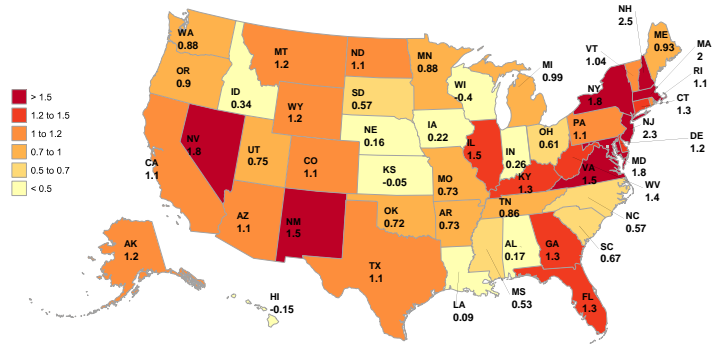 > 1.5
1.2 to 1.5
1 to 1.2
0.7 to 1
0.5 to 0.7
< 0.5
WA
0.88
OR
0.9
CA
1.1
NV
1.8
ID
0.34
MT
1.2
WY
1.2
UT
0.75
CO
1.1
AZ
1.1
NM
1.5
ND
1.1
SD
0.57
NE
0.16
KS
-0.05
OK
0.72
TX
1.1
MN
0.88
IA
0.22
MO
0.73
AR
0.73
LA
0.09
WI
-0.4
IL
1.5
MI
0.99
IN
0.26
OH
0.61
KY
1.3
TN
0.86
MS
0.53
AL
0.17
GA
1.3
FL
1.3
SC
0.67
NC
0.57
VA
1.5
WV
1.4
MD
1.8
DE
1.2
PA
1.1
NJ
2.3
NY
1.8
CT
1.3
RI
1.1
MA
2
VT
1.04
NH
2.5
ME
0.93
AK
1.2
HI
-0.15